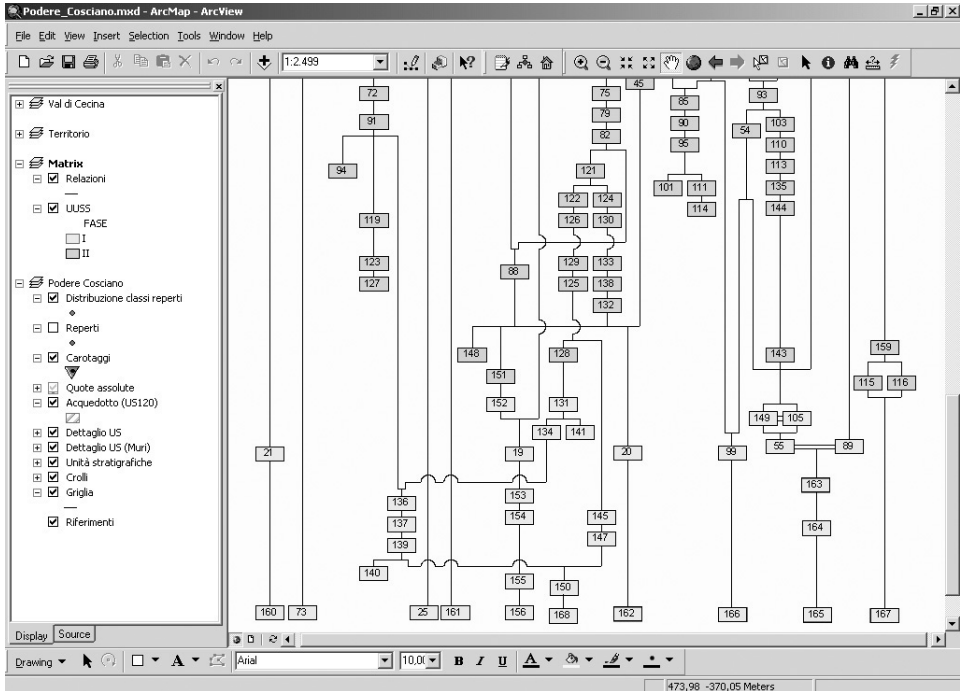 Podere_Cosciano.mxd - ArcMap - ArcView
File Edit View Insert Selection Tools Window Help
1:2.499
Val di Cecina
Territorio
Matrix
Relazioni
UUSS
FASE
I
II
Podere Cosciano
Distribuzione classi reperti
Reperti
Carotaggi
Quote assolute
Acquedotto (US120)
Dettaglio US
Dettaglio US (Muri)
Unità stratigrafiche
Crolli
Griglia
Riferimenti
72 75 45 85 93
91 79 90 54 103
82 95 110
94 121 113
122 124 101 111 135
119 126 130 114 144
123 88 129 133
127 125 138
132
148 128 143 159
151 115 116
152 131 149 105
134 141
21 19 20 99 55 89
136 153 163
137 154 145 164
139 147
140 155 150
160 73 25 161 156 168 162 166 165 167
Display Source
Drawing A Arial 10,0( B I U A
473,98 -370,05 Meters